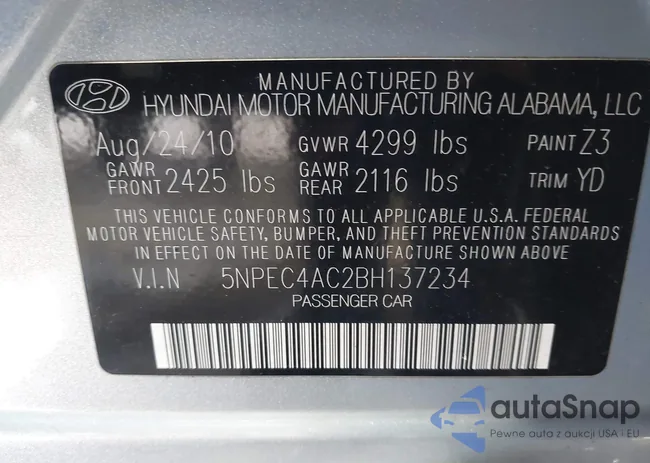 MANUFACTURED BY
HYUNDAI MOTOR MANUFACTURING ALABAMA, LLC
Aug/24/10 GVWR 4299 lbs PAINT Z3
GAWR FRONT 2425 lbs GAWR REAR 2116 lbs TRIM YD
THIS VEHICLE CONFORMS TO ALL APPLICABLE U.S.A. FEDERAL
MOTOR VEHICLE SAFETY, BUMPER, AND THEFT PREVENTION STANDARDS
IN EFFECT ON THE DATE OF MANUFACTURE SHOWN ABOVE
V.I.N 5NPEC4AC2BH137234
PASSENGER CAR
autaSnap
Pewne auta z aukcji USA i EU